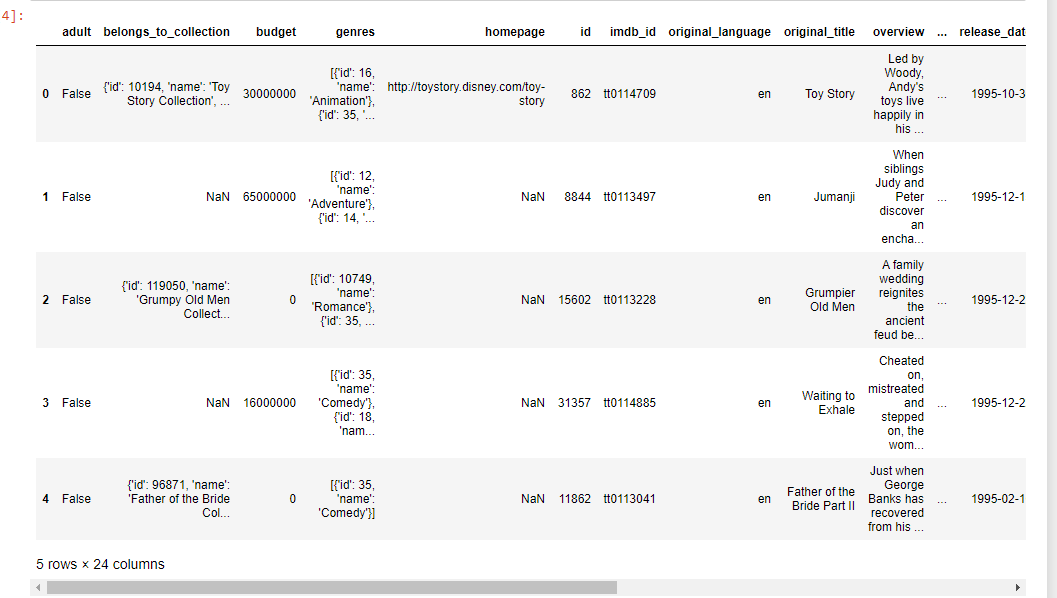 4]:
adult belongs_to_collection budget genres homepage id imdb_id original_language original_title overview ... release_dat
0 False {'id': 10194, 'name': 'Toy Story Collection', ... 30000000 [{'id': 16, 'name': 'Animation'}, {'id': 35, '... http://toystory.disney.com/toy-story 862 tt0114709 en Toy Story Led by Woody, Andy's toys live happily in his ... ... 1995-10-3
1 False NaN 65000000 [{'id': 12, 'name': 'Adventure'}, {'id': 14, '... NaN 8844 tt0113497 en Jumanji When siblings Judy and Peter discover an encha... ... 1995-12-1
2 False {'id': 119050, 'name': 'Grumpy Old Men Collect... 0 [{'id': 10749, 'name': 'Romance'}, {'id': 35, ... NaN 15602 tt0113228 en Grumpier Old Men A family wedding reignites the ancient feud be... ... 1995-12-2
3 False NaN 16000000 [{'id': 35, 'name': 'Comedy'}, {'id': 18, 'nam... NaN 31357 tt0114885 en Waiting to Exhale Cheated on, mistreated and stepped on, the wom... ... 1995-12-2
4 False {'id': 96871, 'name': 'Father of the Bride Col... 0 [{'id': 35, 'name': 'Comedy'}] NaN 11862 tt0113041 en Father of the Bride Part II Just when George Banks has recovered from his ... ... 1995-02-1
5 rows × 24 columns